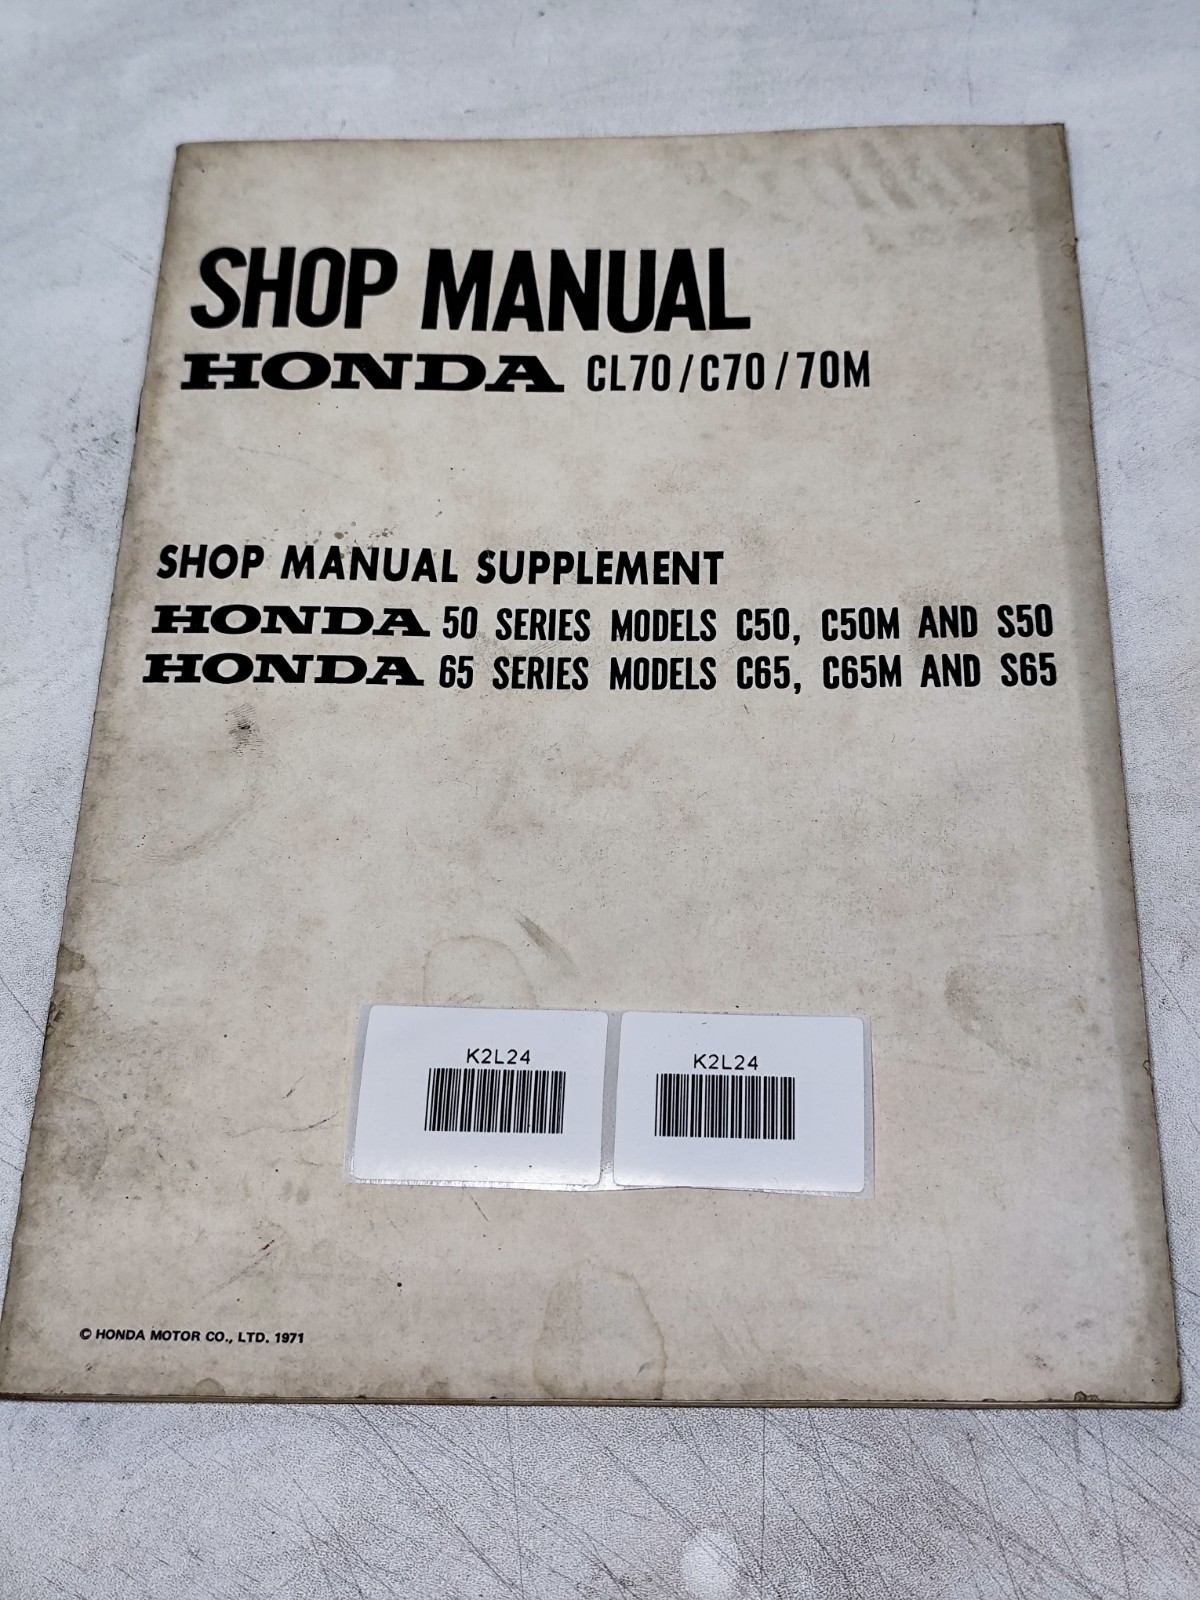 SHOP MANUAL
HONDA CL70/C70/70M
SHOP MANUAL SUPPLEMENT
HONDA 50 SERIES MODELS C50, C50M AND S50
HONDA 65 SERIES MODELS C65, C65M AND S65
K2L24 K2L24
© HONDA MOTOR CO., LTD. 1971